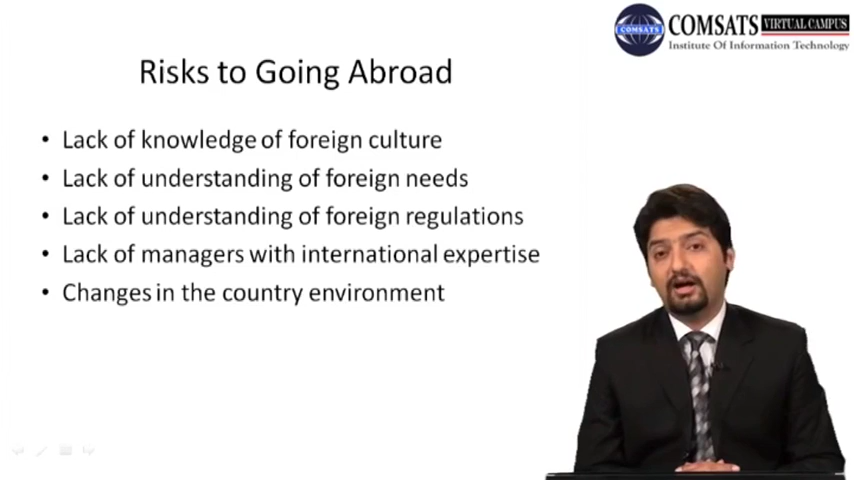 COMSATS VIRTUAL CAMPUS
Institute Of Information Technology
COMSATS
Risks to Going Abroad
• Lack of knowledge of foreign culture
• Lack of understanding of foreign needs
• Lack of understanding of foreign regulations
• Lack of managers with international expertise
• Changes in the country environment